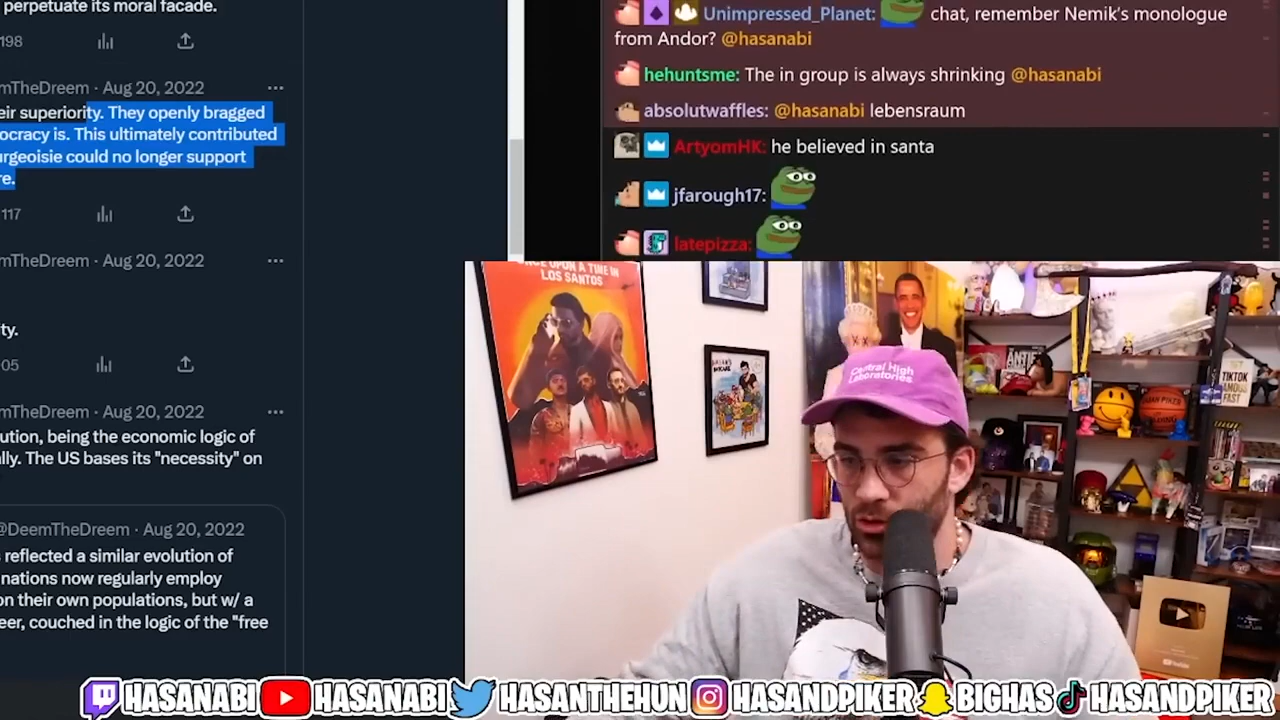 perpetuate its moral facade.
198
emTheDreem · Aug 20, 2022
eir superiority. They openly bragged
ocracy is. This ultimately contributed
urgeoisie could no longer support
re.
117
mTheDreem · Aug 20, 2022
ty.
05
emTheDreem · Aug 20, 2022
ution, being the economic logic of
ally. The US bases its "necessity" on
@DeemTheDreem · Aug 20, 2022
reflected a similar evolution of
nations now regularly employ
on their own populations, but w/ a
eer, couched in the logic of the "free
Unimpressed_Planet: chat, remember Nemik's monologue
from Andor? @hasanabi
hehuntsme: The in group is always shrinking @hasanabi
absolutwaffles: @hasanabi lebensraum
ArtyomHK: he believed in santa
jfarough17:
latepizza:
ONCE UPON A TIME IN
LOS SANTOS
Central High
Laboratories
TIKTOK
FAST
YouTube
HASANABI HASANABI HASANTHEHUN HASANDPIKER BIGHAS HASANDPIKER